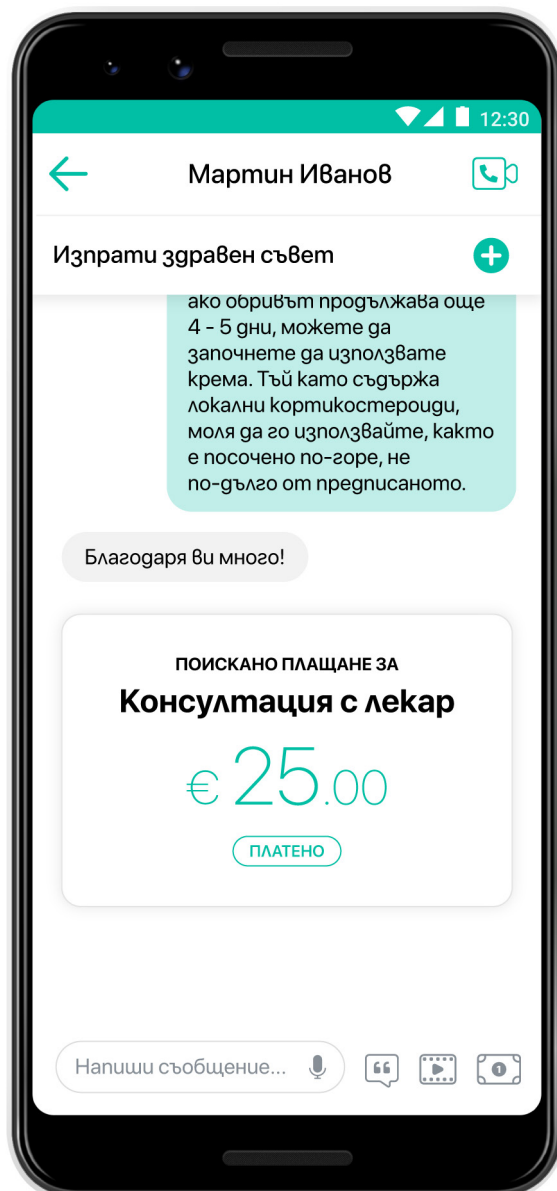 12:30
Мартин Иванов
Изпрати здравен съвет
ако обривът продължава още
4 - 5 дни, можете да
започнете да използвате
крема. Тъй като съдържа
локални кортикостероиди,
моля да го използвайте, както
е посочено по-горе, не
по-дълго от предписаното.
Благодаря ви много!
ПОИСКАНО ПЛАЩАНЕ ЗА
Консултация с лекар
€ 25.00
ПЛАТЕНО
Напиши съобщение...
1